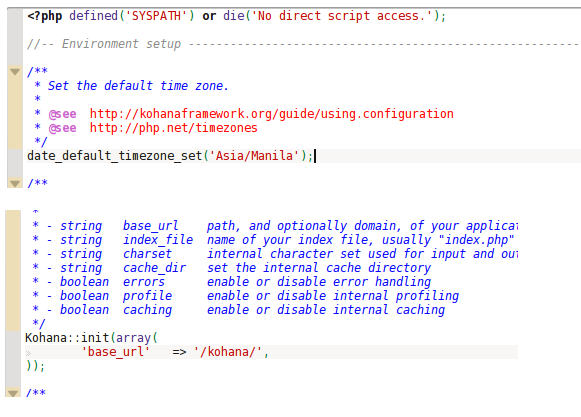 <?php defined('SYSPATH') or die('No direct script access.');
//-- Environment setup --------------------------------------------------------
/**
* Set the default time zone.
*
* @see http://kohanaframework.org/guide/using.configuration
* @see http://php.net/timezones
*/
date_default_timezone_set('Asia/Manila');
/**
*
* - string base_url path, and optionally domain, of your applicat
* - string index_file name of your index file, usually "index.php"
* - string charset internal character set used for input and out
* - string cache_dir set the internal cache directory
* - boolean errors enable or disable error handling
* - boolean profile enable or disable internal profiling
* - boolean caching enable or disable internal caching
*/
Kohana::init(array(
» 'base_url' => '/kohana/',
));
/**